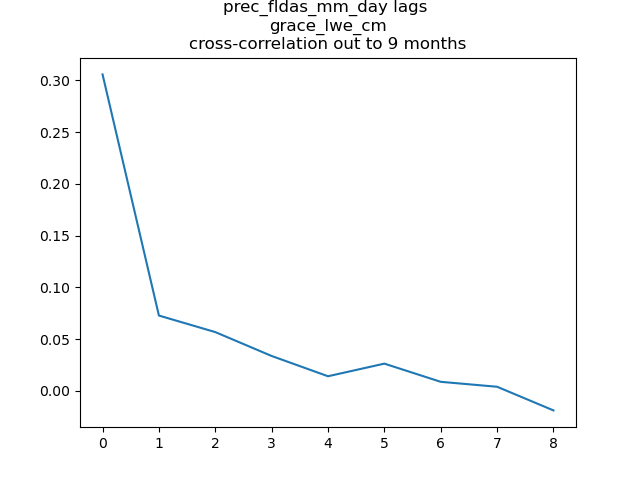 prec_fldas_mm_day lags
grace_lwe_cm
cross-correlation out to 9 months
0.30
0.25
0.20
0.15
0.10
0.05
0.00
0 1 2 3 4 5 6 7 8